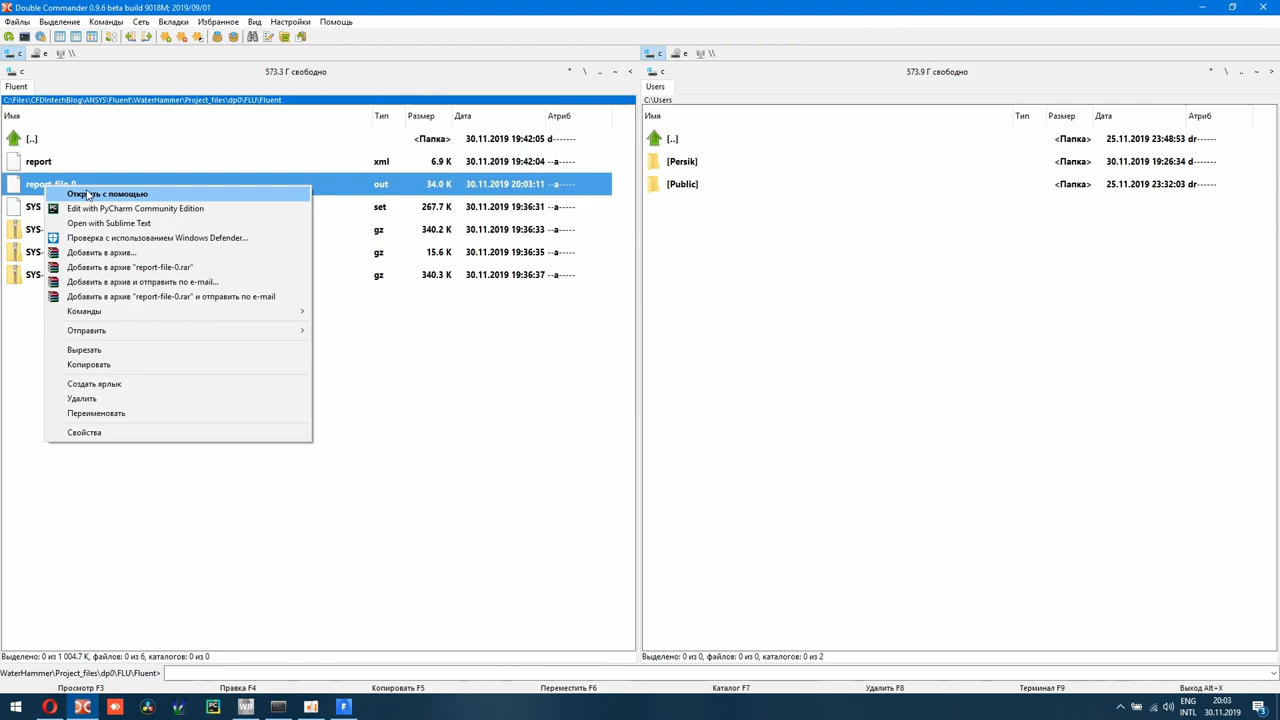 Double Commander 0.9.6 beta build 9018M; 2019/09/01
Файлы Выделение Команды Сеть Вкладки Избранное Вид Настройки Помощь
c e \\ c e \\
c 573.3 Г свободно * \ .. ~ < c 573.9 Г свободно * \ .. ~ >
Fluent Users
C:\Files\CFDIntechBlog\ANSYS\Fluent\WaterHammer\Project_files\dp0\FLU\Fluent C:\Users
Имя Тип Размер Дата Атриб Имя Тип Размер Дата Атриб
[..] <Папка> 30.11.2019 19:42:05 d------- [..] <Папка> 25.11.2019 23:48:53 dr------
report xml 6.9 K 30.11.2019 19:42:04 --a----- [Persik] <Папка> 30.11.2019 19:26:34 d-------
report-file-0 out 34.0 K 30.11.2019 20:03:11 --a----- [Public] <Папка> 25.11.2019 23:32:03 dr------
SYS set 267.7 K 30.11.2019 19:36:31 --a-----
SYS- gz 340.2 K 30.11.2019 19:36:33 --a-----
SYS- gz 15.6 K 30.11.2019 19:36:35 --a-----
SYS- gz 340.3 K 30.11.2019 19:36:37 --a-----
Открыть с помощью
Edit with PyCharm Community Edition
Open with Sublime Text
Проверка с использованием Windows Defender...
Добавить в архив...
Добавить в архив "report-file-0.rar"
Добавить в архив и отправить по e-mail...
Добавить в архив "report-file-0.rar" и отправить по e-mail
Команды
Отправить
Вырезать
Копировать
Создать ярлык
Удалить
Переименовать
Свойства
Выделено: 0 из 1 004.7 K, файлов: 0 из 6, каталогов: 0 из 0 Выделено: 0 из 0, файлов: 0 из 0, каталогов: 0 из 2
WaterHammer\Project_files\dp0\FLU\Fluent>
Просмотр F3 Правка F4 Копировать F5 Переместить F6 Каталог F7 Удалить F8 Терминал F9 Выход Alt+X
ENG 20:03
INTL 30.11.2019 3